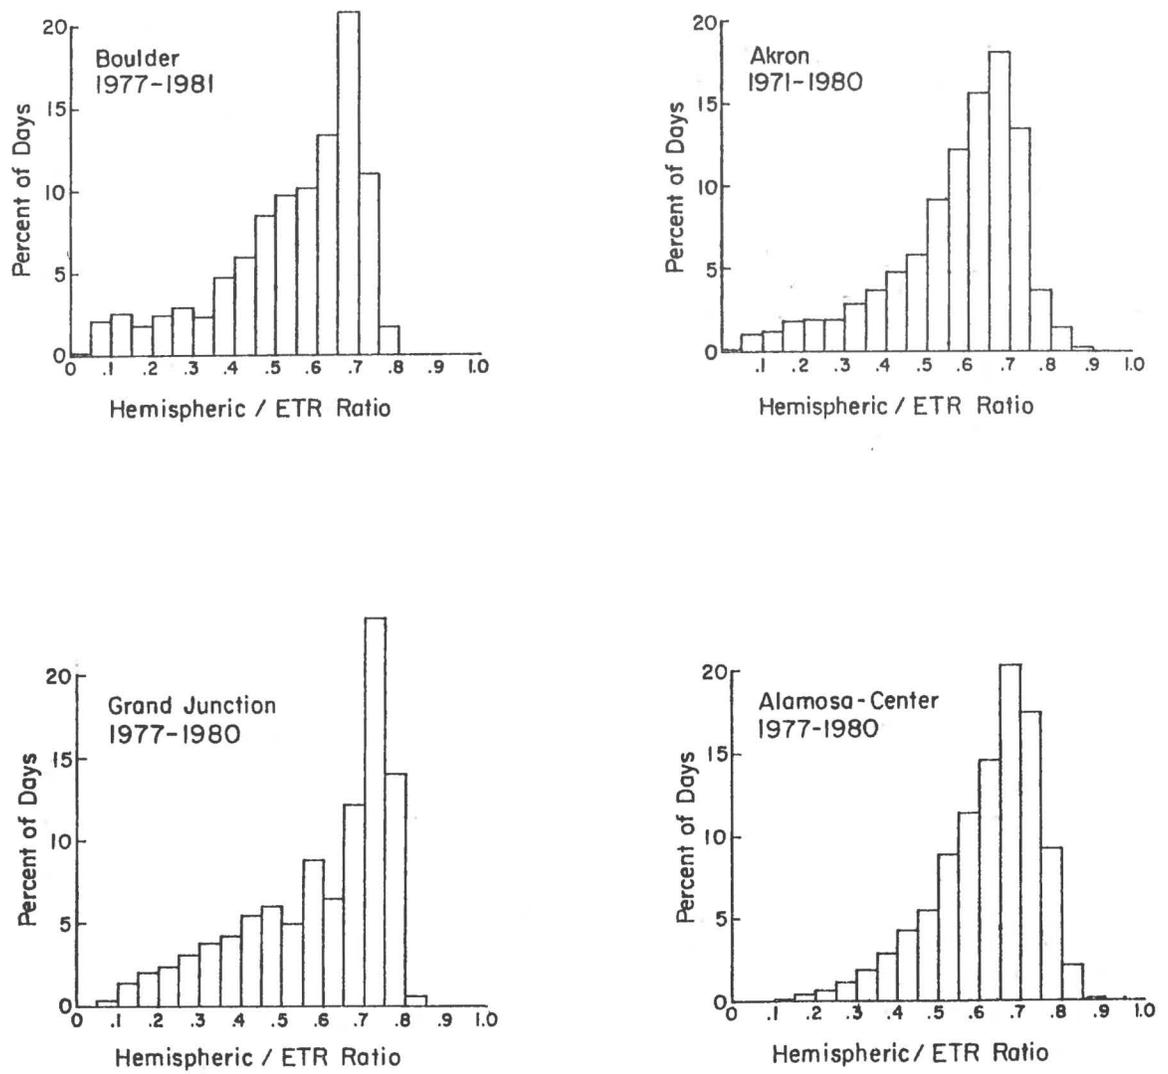 Boulder
1977-1981
Percent of Days
20
15
10
5
0
0 .1 .2 .3 .4 .5 .6 .7 .8 .9 1.0
Hemispheric / ETR Ratio
Akron
1971-1980
Percent of Days
20
15
10
5
0
.1 .2 .3 .4 .5 .6 .7 .8 .9 1.0
Hemispheric / ETR Ratio
Grand Junction
1977-1980
Percent of Days
20
15
10
5
0
0 .1 .2 .3 .4 .5 .6 .7 .8 .9 1.0
Hemispheric / ETR Ratio
Alamosa-Center
1977-1980
Percent of Days
20
15
10
5
0
0 .1 .2 .3 .4 .5 .6 .7 .8 .9 1.0
Hemispheric / ETR Ratio